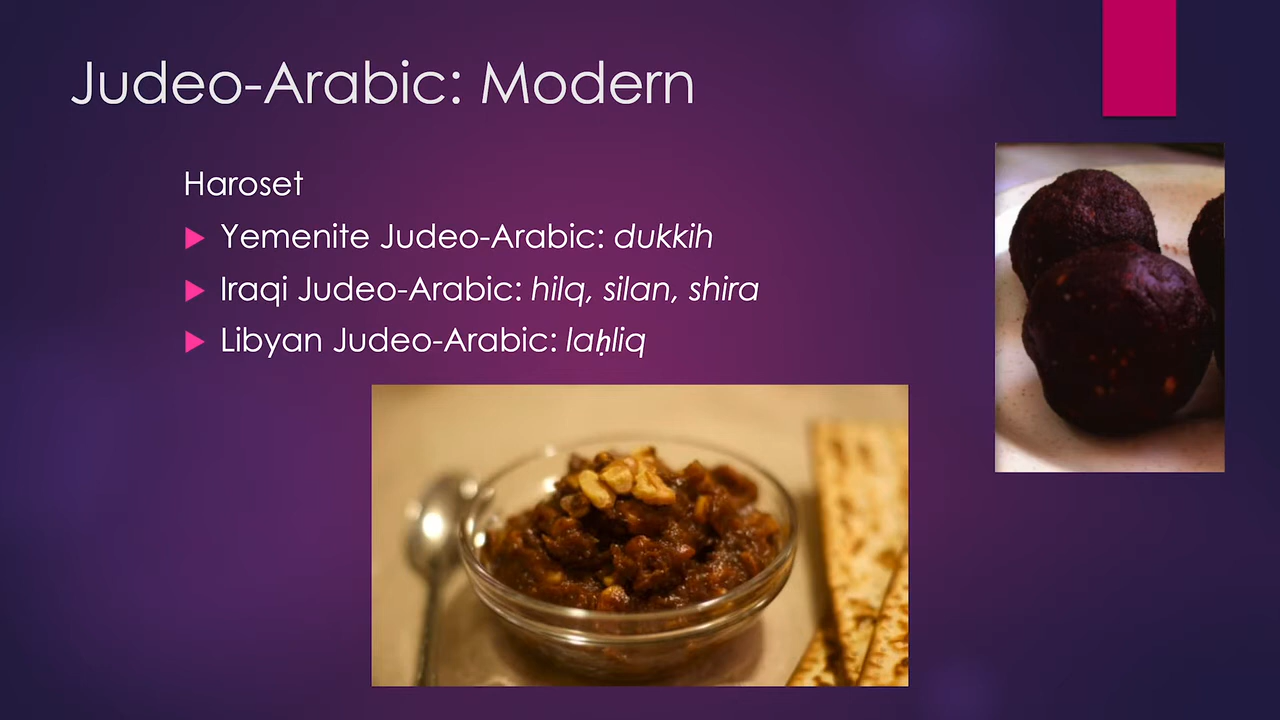 Judeo-Arabic: Modern
Haroset
Yemenite Judeo-Arabic: dukkih
Iraqi Judeo-Arabic: hilq, silan, shira
Libyan Judeo-Arabic: laḥliq